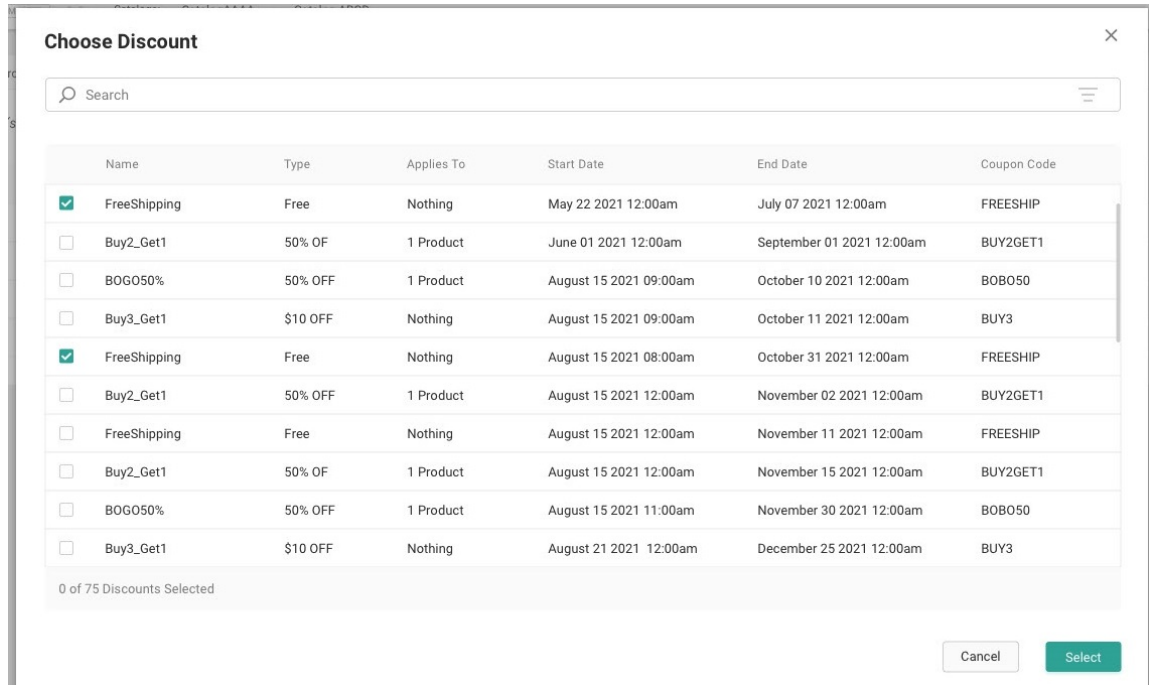 Choose Discount
Search
Name Type Applies To Start Date End Date Coupon Code
FreeShipping Free Nothing May 22 2021 12:00am July 07 2021 12:00am FREESHIP
Buy2_Get1 50% OF 1 Product June 01 2021 12:00am September 01 2021 12:00am BUY2GET1
BOGO50% 50% OFF 1 Product August 15 2021 09:00am October 10 2021 12:00am BOBO50
Buy3_Get1 $10 OFF Nothing August 15 2021 09:00am October 11 2021 12:00am BUY3
FreeShipping Free Nothing August 15 2021 08:00am October 31 2021 12:00am FREESHIP
Buy2_Get1 50% OFF 1 Product August 15 2021 12:00am November 02 2021 12:00am BUY2GET1
FreeShipping Free Nothing August 15 2021 12:00am November 11 2021 12:00am FREESHIP
Buy2_Get1 50% OF 1 Product August 15 2021 12:00am November 15 2021 12:00am BUY2GET1
BOGO50% 50% OFF 1 Product August 15 2021 11:00am November 30 2021 12:00am BOBO50
Buy3_Get1 $10 OFF Nothing August 21 2021 12:00am December 25 2021 12:00am BUY3
0 of 75 Discounts Selected
Cancel Select